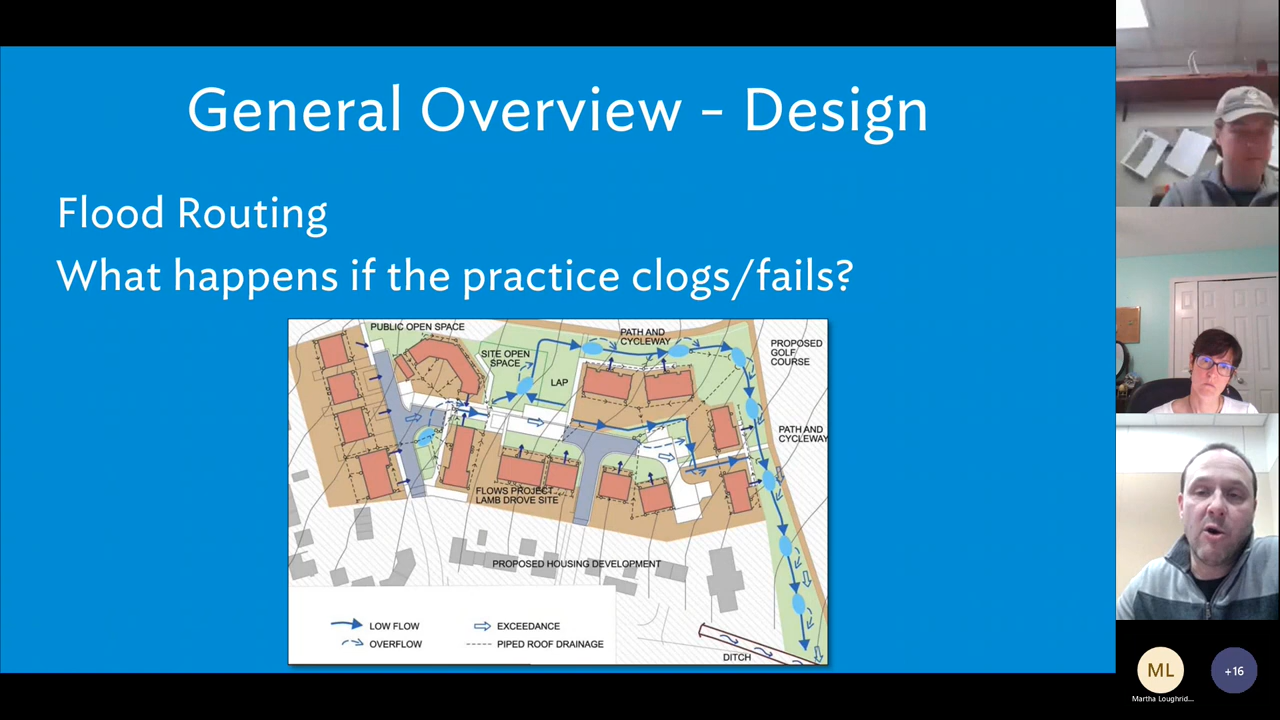 General Overview – Design
Flood Routing
What happens if the practice clogs/fails?
PUBLIC OPEN SPACE
SITE OPEN
SPACE
LAP
PATH AND
CYCLEWAY
PROPOSED
GOLF
COURSE
PATH AND
CYCLEWAY
FLOWS PROJECT
LAMB DROVE SITE
PROPOSED HOUSING DEVELOPMENT
LOW FLOW
EXCEEDANCE
OVERFLOW
PIPED ROOF DRAINAGE
DITCH
ML
+16
Martha Loughrid...